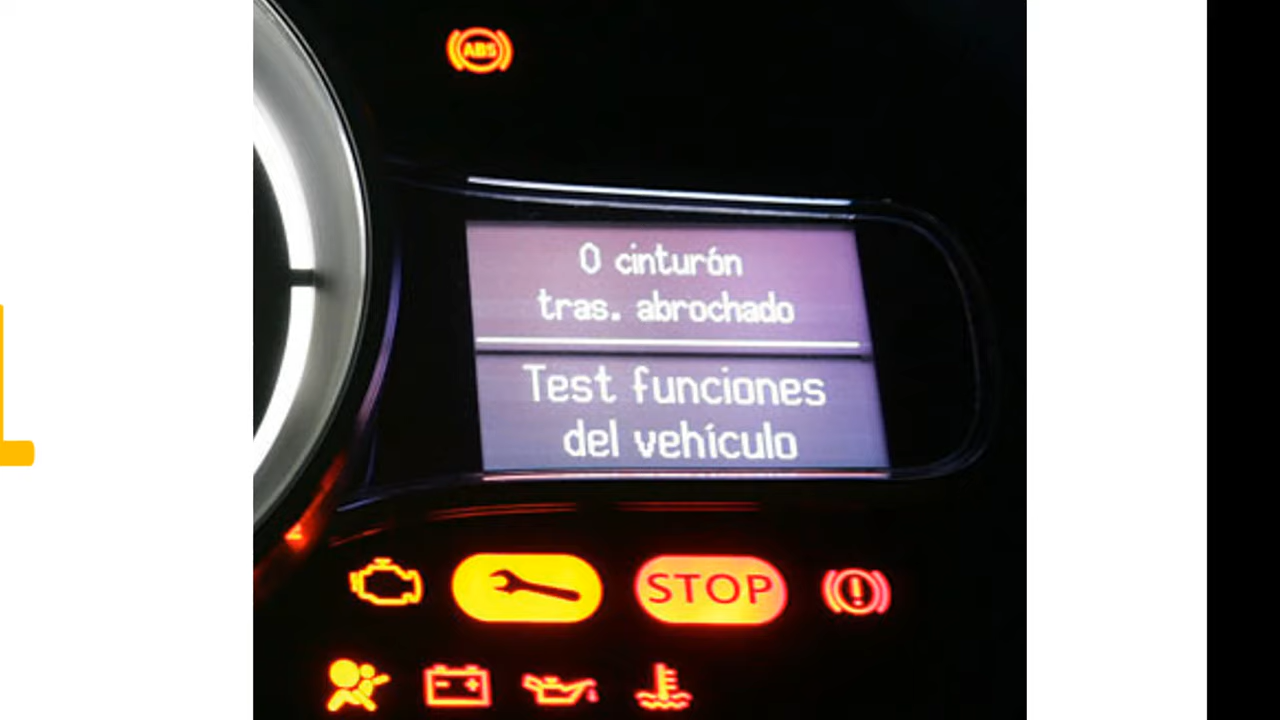 ABS
0 cinturón
tras. abrochado
Test funciones
del vehículo
STOP